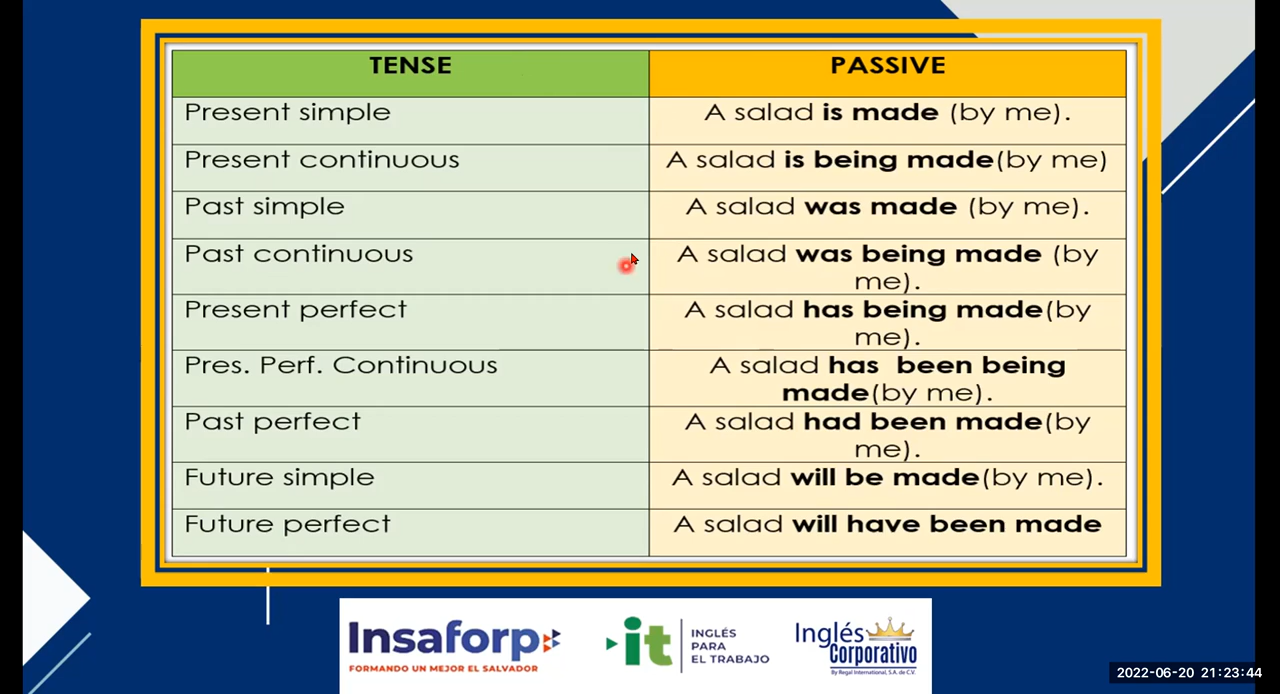 TENSE PASSIVE
Present simple A salad is made (by me).
Present continuous A salad is being made(by me)
Past simple A salad was made (by me).
Past continuous A salad was being made (by
me).
Present perfect A salad has being made(by
me).
Pres. Perf. Continuous A salad has been being
made(by me).
Past perfect A salad had been made(by
me).
Future simple A salad will be made(by me).
Future perfect A salad will have been made
Insaforp
FORMANDO UN MEJOR EL SALVADOR
it
INGLÉS
PARA
EL TRABAJO
Inglés
Corporativo
By Regal International, S.A. de C.V.
2022-06-20 21:23:44